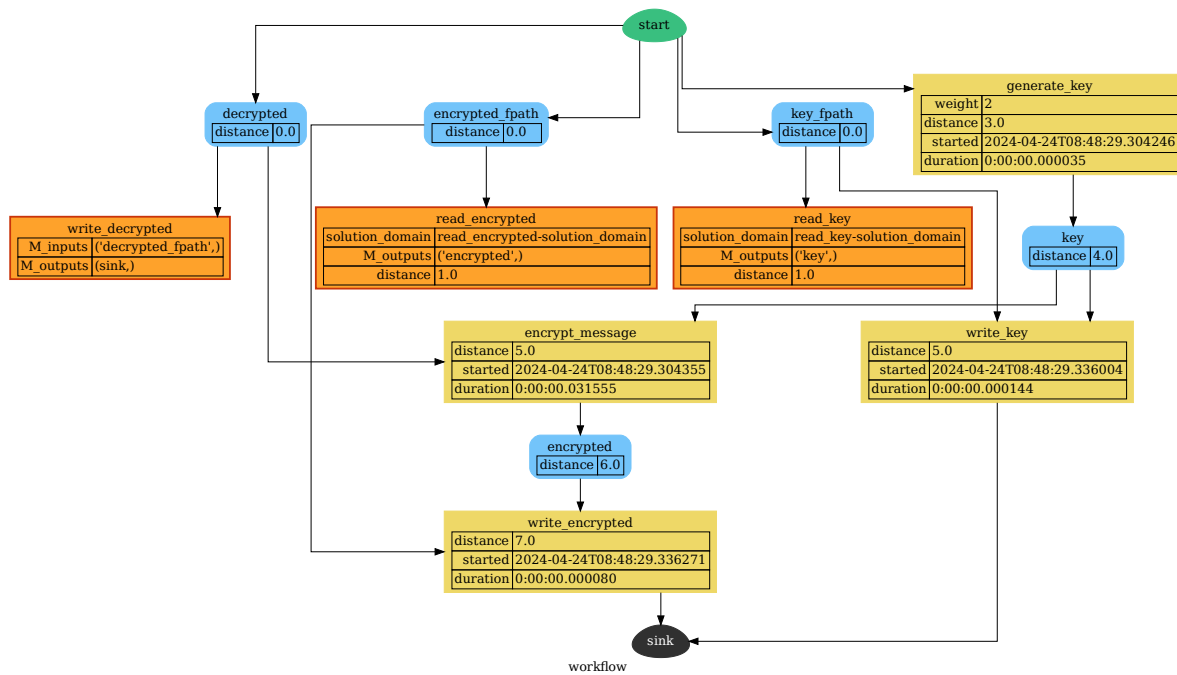 start
generate_key
weight 2
distance 3.0
started 2024-04-24T08:48:29.304246
duration 0:00:00.000035
decrypted
distance 0.0
encrypted_fpath
distance 0.0
key_fpath
distance 0.0
write_decrypted
M_inputs ('decrypted_fpath',)
M_outputs (sink,)
read_encrypted
solution_domain read_encrypted-solution_domain
M_outputs ('encrypted',)
distance 1.0
read_key
solution_domain read_key-solution_domain
M_outputs ('key',)
distance 1.0
key
distance 4.0
encrypt_message
distance 5.0
started 2024-04-24T08:48:29.304355
duration 0:00:00.031555
write_key
distance 5.0
started 2024-04-24T08:48:29.336004
duration 0:00:00.000144
encrypted
distance 6.0
write_encrypted
distance 7.0
started 2024-04-24T08:48:29.336271
duration 0:00:00.000080
sink
workflow